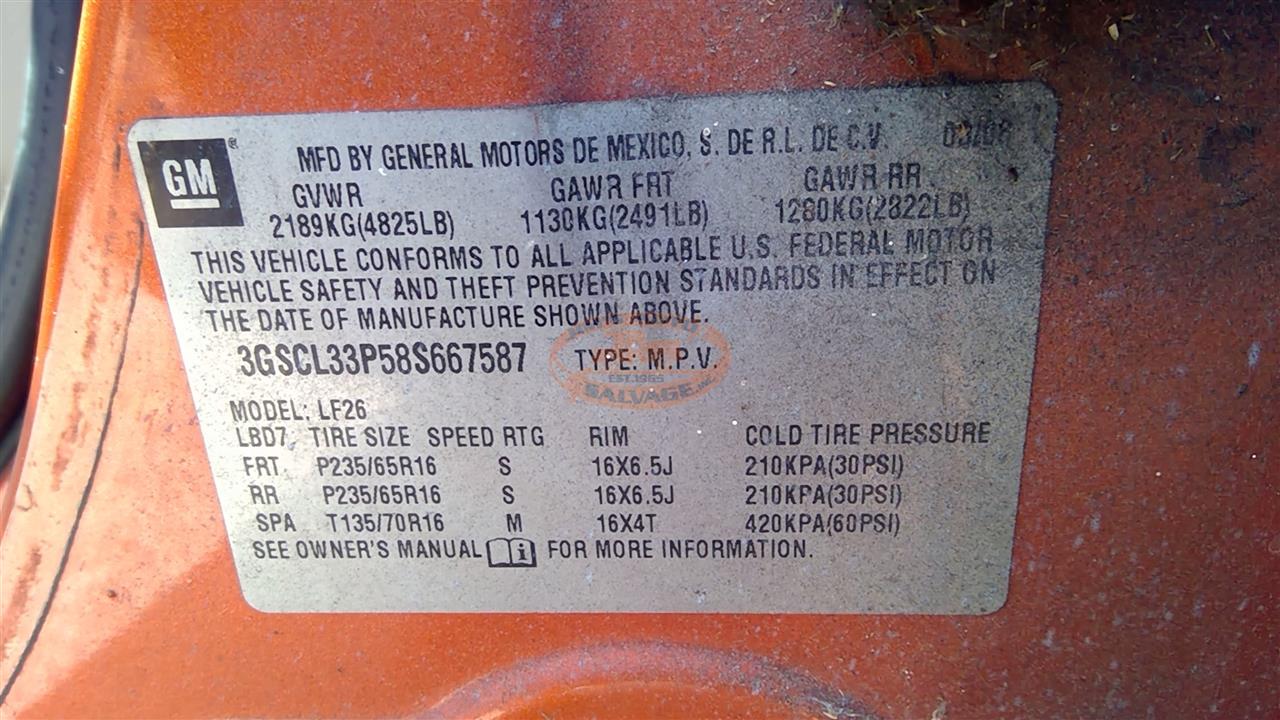 GM ® MFD BY GENERAL MOTORS DE MEXICO, S. DE R.L. DE C.V.
GVWR GAWR FRT GAWR RR
2189KG(4825LB) 1130KG(2491LB) 1280KG(2822LB)
THIS VEHICLE CONFORMS TO ALL APPLICABLE U.S. FEDERAL MOTOR
VEHICLE SAFETY AND THEFT PREVENTION STANDARDS IN EFFECT ON
THE DATE OF MANUFACTURE SHOWN ABOVE.
3GSCL33P58S667587 TYPE: M.P.V.
EST.1965
SALVAGE INC
MODEL: LF26
LBD7 TIRE SIZE SPEED RTG RIM COLD TIRE PRESSURE
FRT P235/65R16 S 16X6.5J 210KPA(30PSI)
RR P235/65R16 S 16X6.5J 210KPA(30PSI)
SPA T135/70R16 M 16X4T 420KPA(60PSI)
SEE OWNER'S MANUAL i FOR MORE INFORMATION.